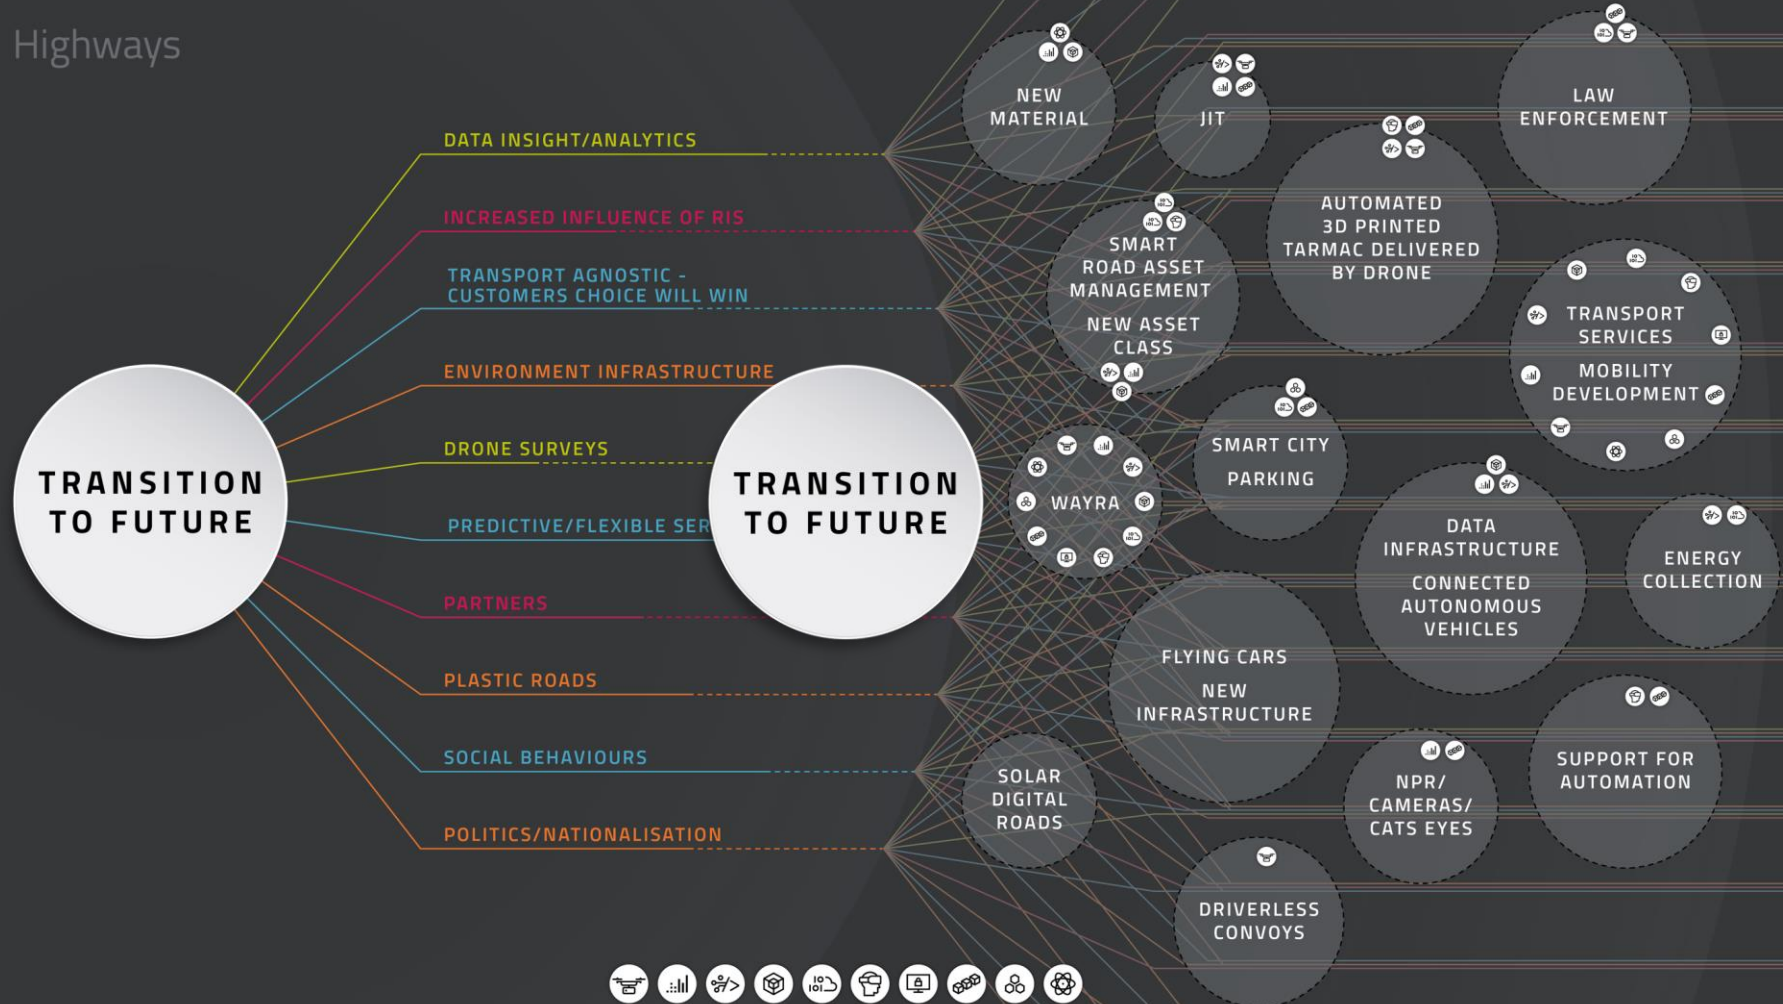 Highways
DATA INSIGHT/ANALYTICS
INCREASED INFLUENCE OF RIS
TRANSPORT AGNOSTIC -
CUSTOMERS CHOICE WILL WIN
ENVIRONMENT INFRASTRUCTURE
DRONE SURVEYS
PREDICTIVE/FLEXIBLE SER
PARTNERS
PLASTIC ROADS
SOCIAL BEHAVIOURS
POLITICS/NATIONALISATION
TRANSITION
TO FUTURE
TRANSITION
TO FUTURE
NEW
MATERIAL
JIT
LAW
ENFORCEMENT
AUTOMATED
3D PRINTED
TARMAC DELIVERED
BY DRONE
SMART
ROAD ASSET
MANAGEMENT
NEW ASSET
CLASS
TRANSPORT
SERVICES
MOBILITY
DEVELOPMENT
SMART CITY
PARKING
WAYRA
DATA
INFRASTRUCTURE
CONNECTED
AUTONOMOUS
VEHICLES
ENERGY
COLLECTION
FLYING CARS
NEW
INFRASTRUCTURE
SOLAR
DIGITAL
ROADS
NPR/
CAMERAS/
CATS EYES
SUPPORT FOR
AUTOMATION
DRIVERLESS
CONVOYS